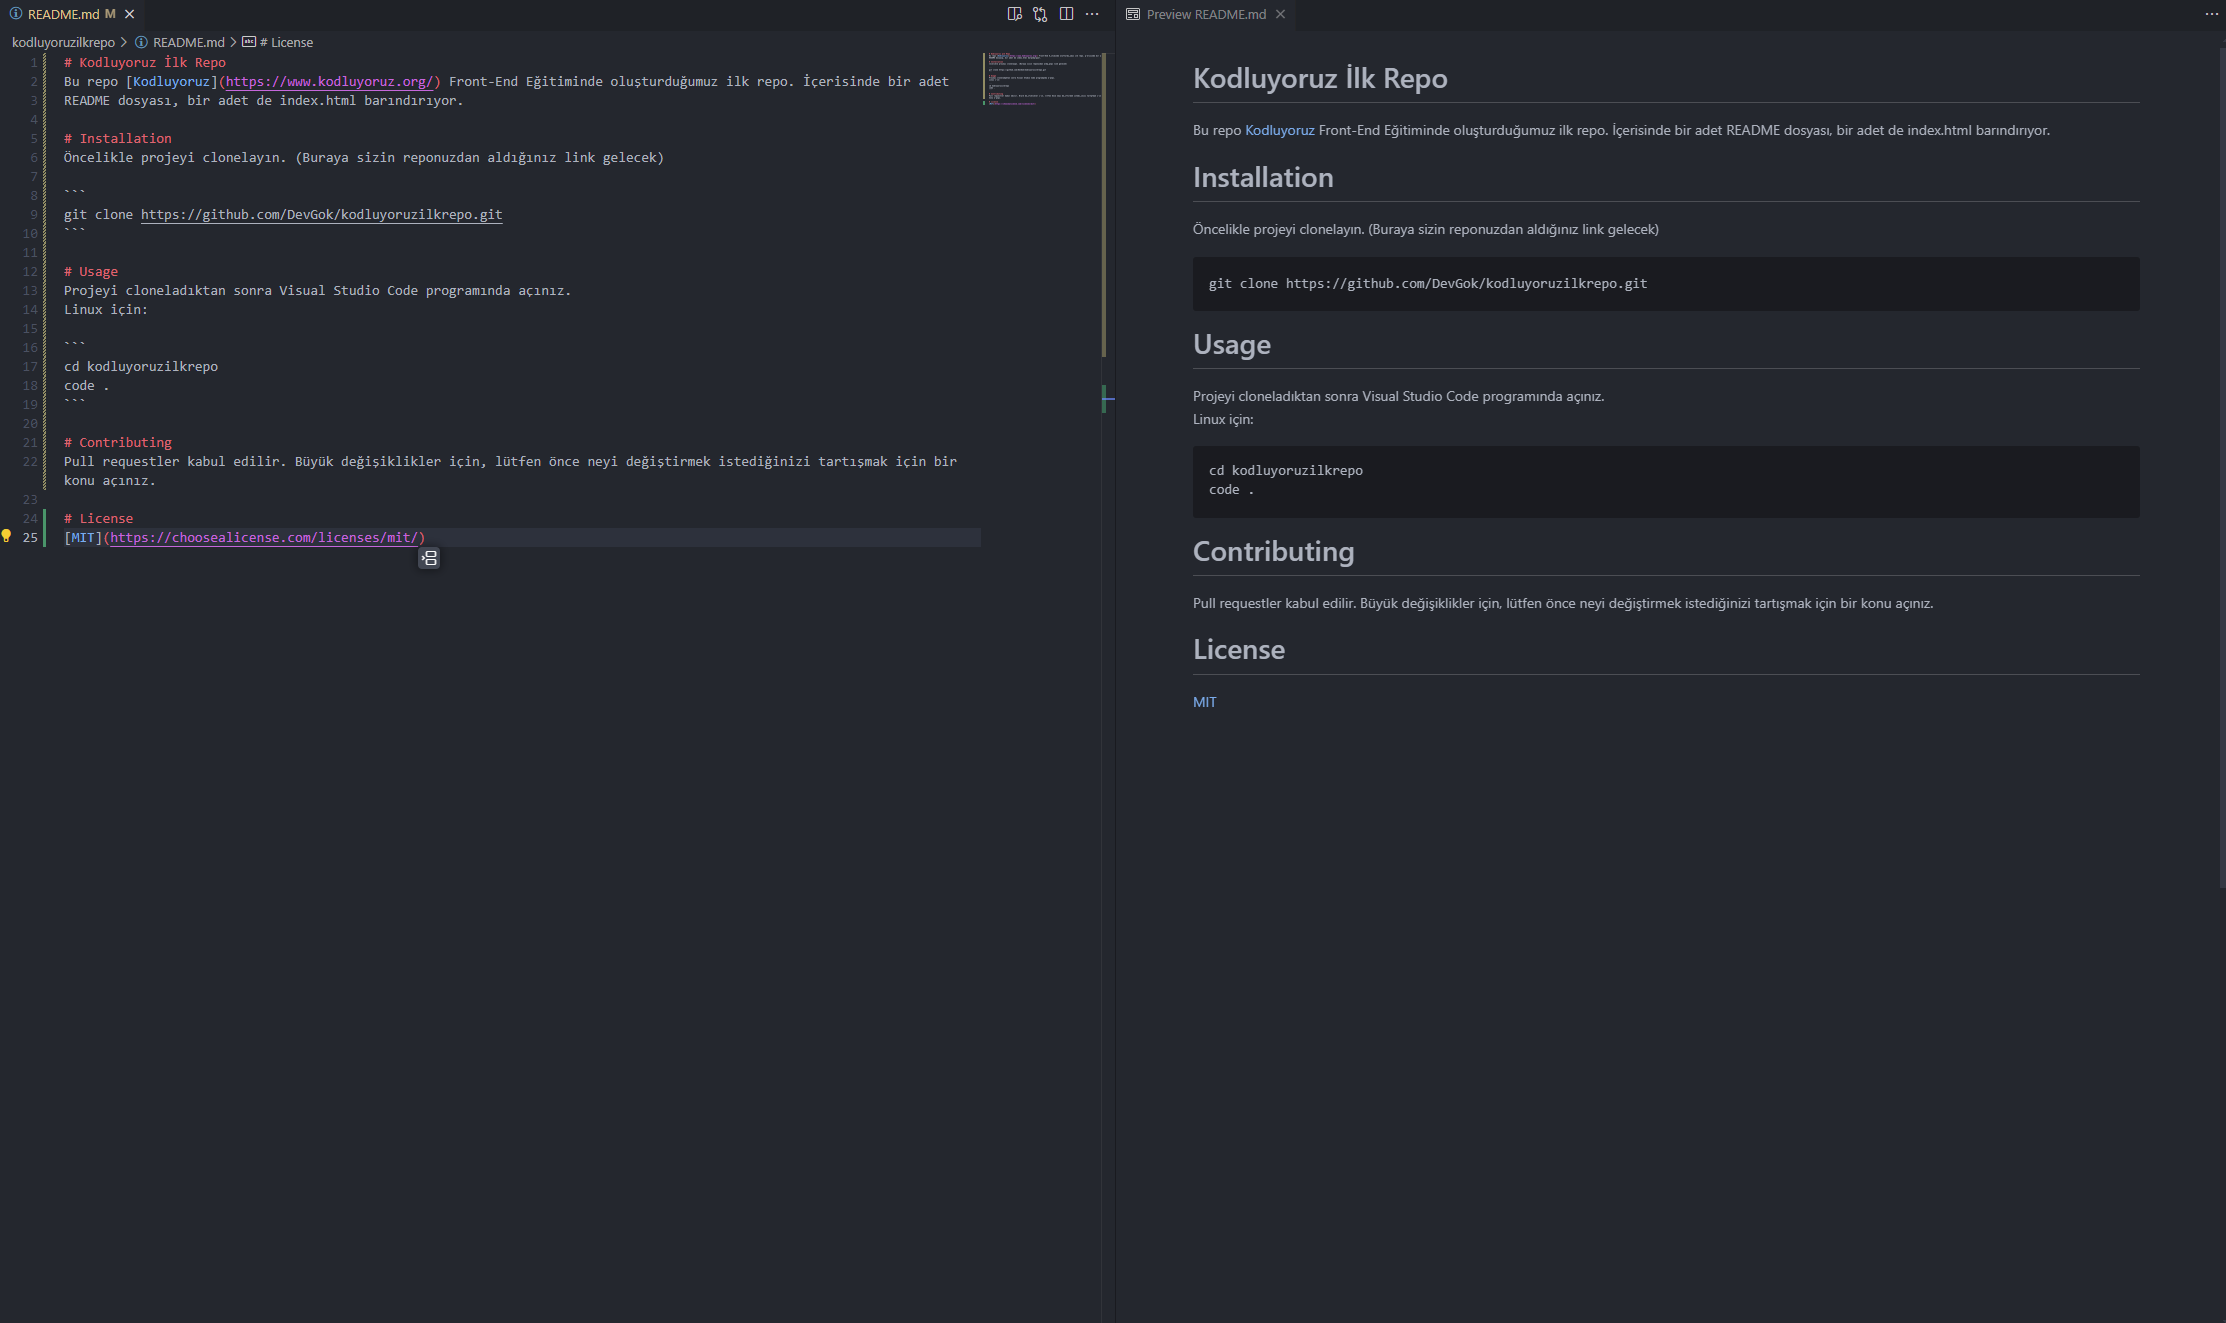 README.md M
kodluyoruzilkrepo > README.md > # License
1 # Kodluyoruz İlk Repo
2 Bu repo [Kodluyoruz](https://www.kodluyoruz.org/) Front-End Eğitiminde oluşturduğumuz ilk repo. İçerisinde bir adet
3 README dosyası, bir adet de index.html barındırıyor.
4
5 # Installation
6 Öncelikle projeyi clonelayın. (Buraya sizin reponuzdan aldığınız link gelecek)
7
8 ```
9 git clone https://github.com/DevGok/kodluyoruzilkrepo.git
10 ```
11
12 # Usage
13 Projeyi cloneladıktan sonra Visual Studio Code programında açınız.
14 Linux için:
15
16 ```
17 cd kodluyoruzilkrepo
18 code .
19 ```
20
21 # Contributing
22 Pull requestler kabul edilir. Büyük değişiklikler için, lütfen önce neyi değiştirmek istediğinizi tartışmak için bir
konu açınız.
23
24 # License
25 [MIT](https://choosealicense.com/licenses/mit/)
Preview README.md
Kodluyoruz İlk Repo
Bu repo Kodluyoruz Front-End Eğitiminde oluşturduğumuz ilk repo. İçerisinde bir adet README dosyası, bir adet de index.html barındırıyor.
Installation
Öncelikle projeyi clonelayın. (Buraya sizin reponuzdan aldığınız link gelecek)
git clone https://github.com/DevGok/kodluyoruzilkrepo.git
Usage
Projeyi cloneladıktan sonra Visual Studio Code programında açınız.
Linux için:
cd kodluyoruzilkrepo
code .
Contributing
Pull requestler kabul edilir. Büyük değişiklikler için, lütfen önce neyi değiştirmek istediğinizi tartışmak için bir konu açınız.
License
MIT